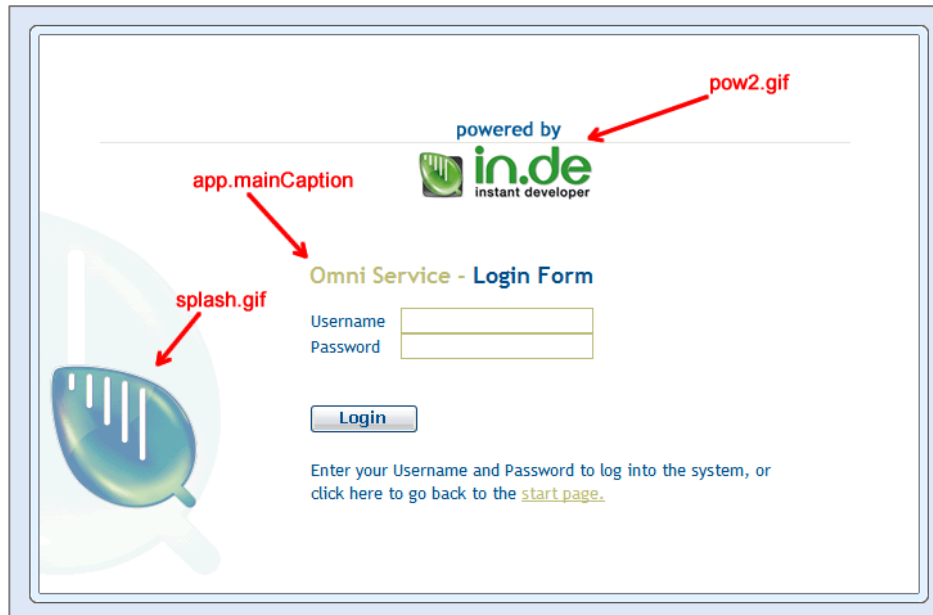 pow2.gif
powered by
in.de
instant developer
app.mainCaption
Omni Service - Login Form
splash.gif
Username
Password
Login
Enter your Username and Password to log into the system, or
click here to go back to the start page.